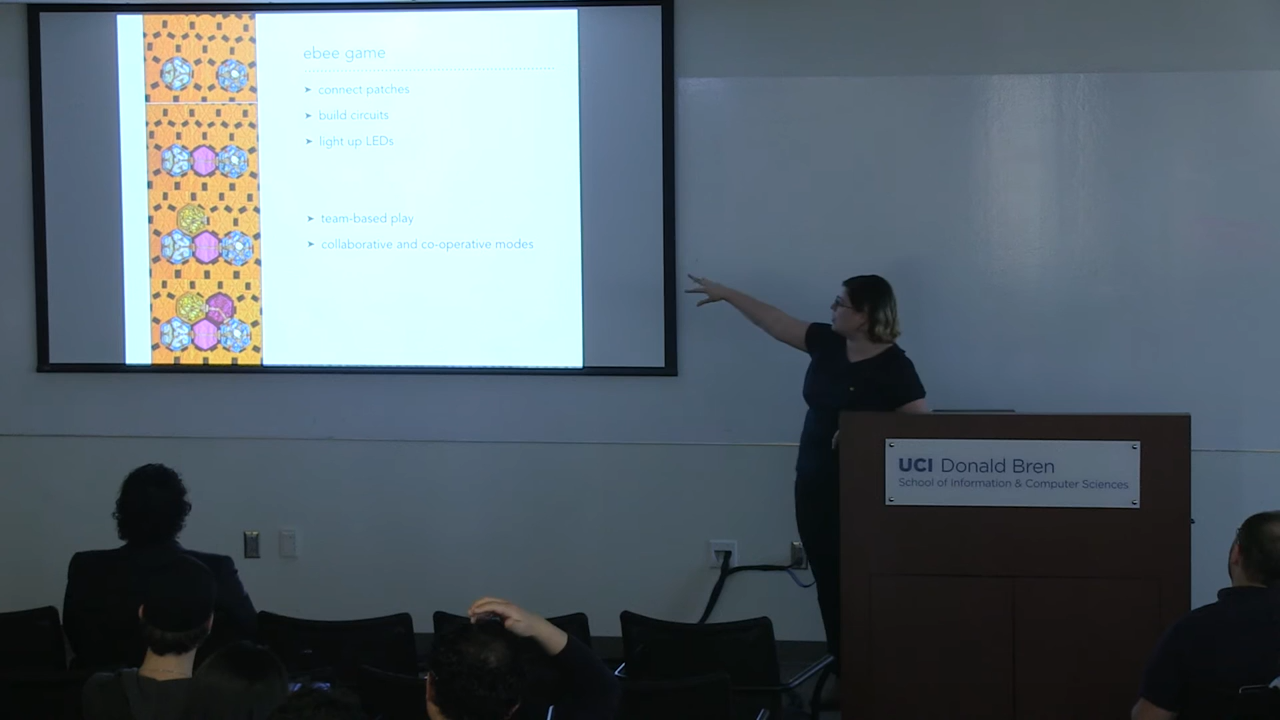 ebee game
➤ connect patches
➤ build circuits
➤ light up LEDs
➤ team-based play
➤ collaborative and co-operative modes
UCI Donald Bren
School of Information & Computer Sciences